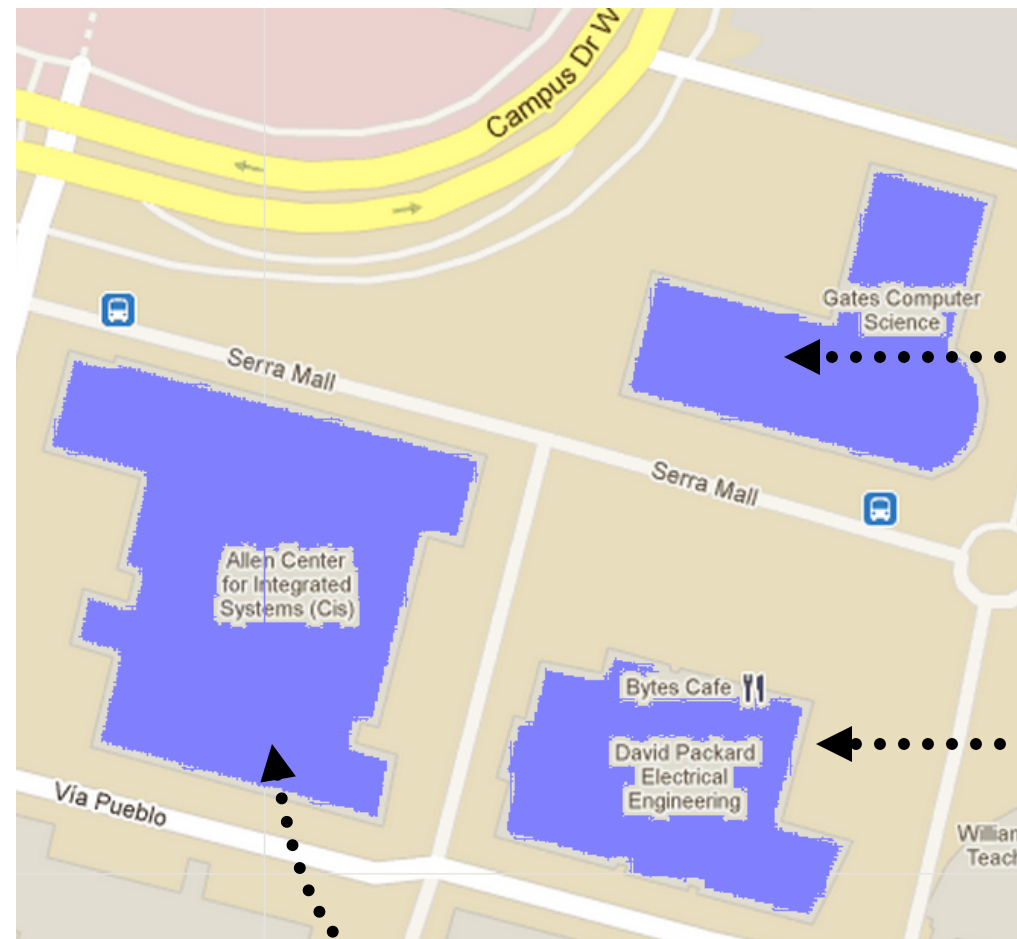 Campus Dr W
Gates Computer
Science
Serra Mall
Serra Mall
Allen Center
for Integrated
Systems (Cis)
Bytes Cafe
David Packard
Electrical
Engineering
Via Pueblo